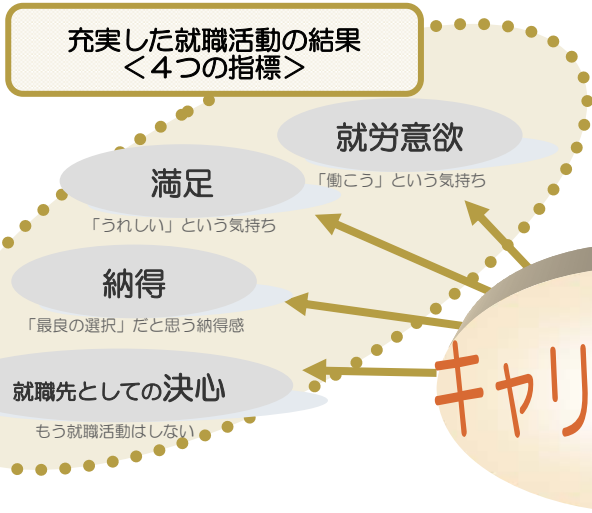 充実した就職活動の結果
＜４つの指標＞
就労意欲
「働こう」という気持ち
満足
「うれしい」という気持ち
納得
「最良の選択」だと思う納得感
就職先としての決心
もう就職活動はしない
キャリ